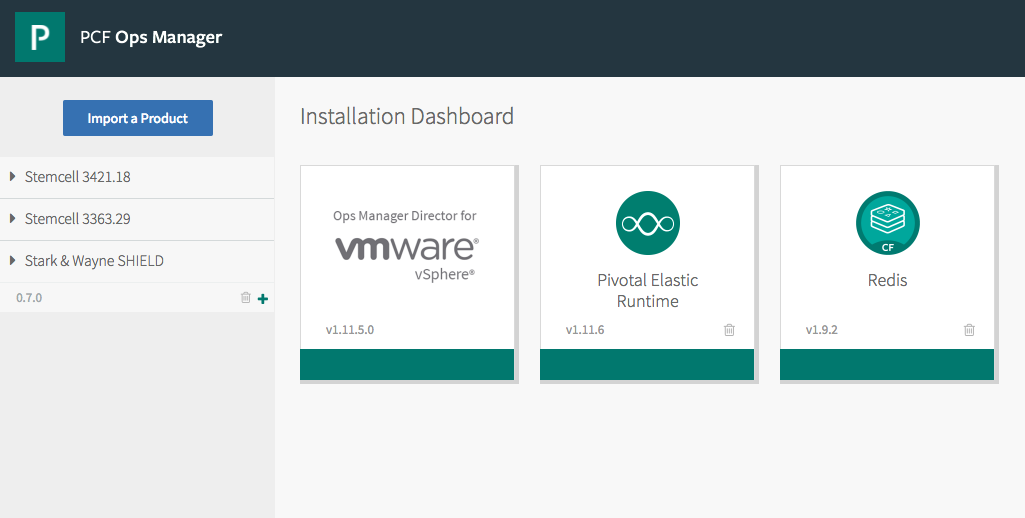 P
PCF Ops Manager
Import a Product
Stemcell 3421.18
Stemcell 3363.29
Stark & Wayne SHIELD
0.7.0
Installation Dashboard
Ops Manager Director for
vmware®
vSphere®
v1.11.5.0
Pivotal Elastic
Runtime
v1.11.6
CF
Redis
v1.9.2